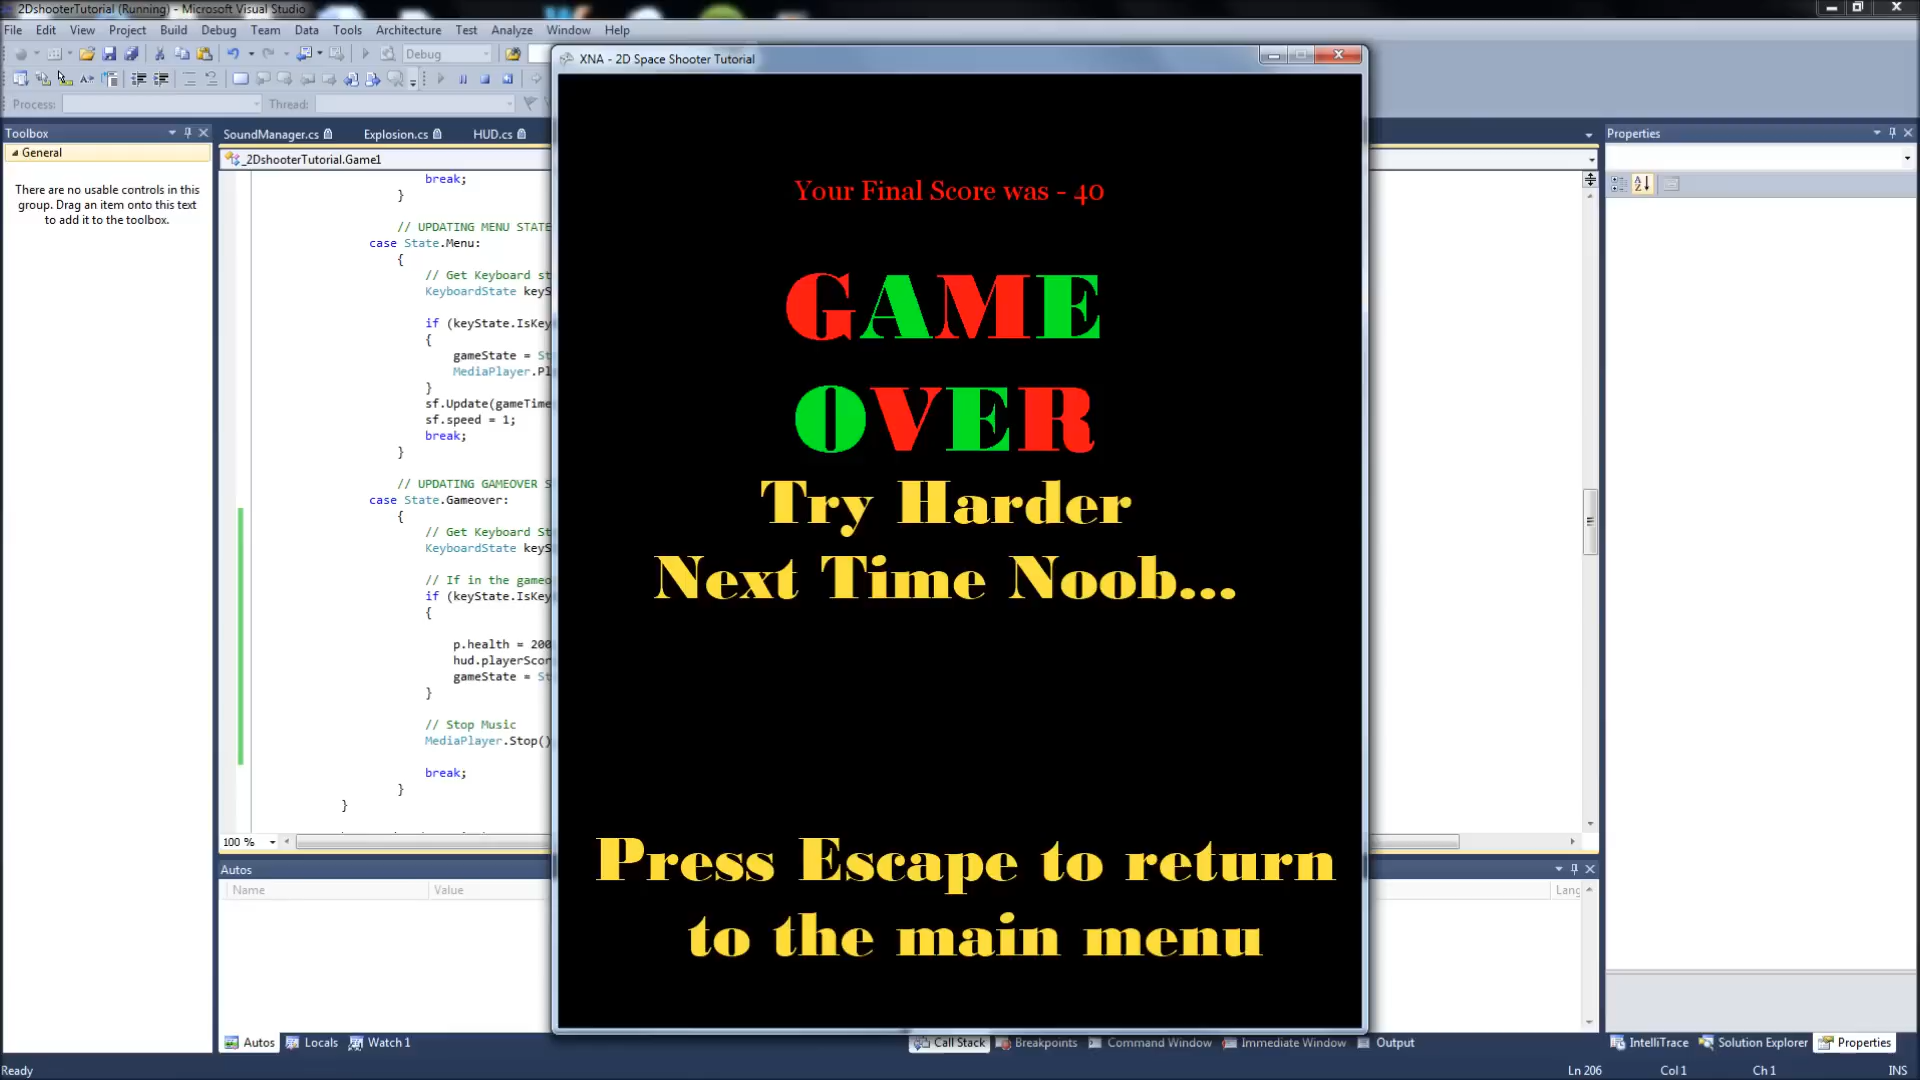 2DshooterTutorial (Running) - Microsoft Visual Studio
File Edit View Project Build Debug Team Data Tools Architecture Test Analyze Window Help
Debug
Process: Thread:
Toolbox
General
There are no usable controls in this
group. Drag an item onto this text
to add it to the toolbox.
SoundManager.cs Explosion.cs HUD.cs
_2DshooterTutorial.Game1
break;
}
// UPDATING MENU STATE
case State.Menu:
{
// Get Keyboard st
KeyboardState keyS
if (keyState.IsKey
{
gameState = St
MediaPlayer.Pl
}
sf.Update(gameTime
sf.speed = 1;
break;
}
// UPDATING GAMEOVER S
case State.Gameover:
{
// Get Keyboard St
KeyboardState keyS
// If in the gameo
if (keyState.IsKey
{
p.health = 200
hud.playerScor
gameState = St
}
// Stop Music
MediaPlayer.Stop()
break;
}
}
100 %
XNA - 2D Space Shooter Tutorial
Your Final Score was - 40
GAME
OVER
Try Harder
Next Time Noob...
Press Escape to return
to the main menu
Properties
Autos
Name Value
Lang
Autos Locals Watch 1
Call Stack Breakpoints Command Window Immediate Window Output
IntelliTrace Solution Explorer Properties
Ready
Ln 206 Col 1 Ch 1 INS